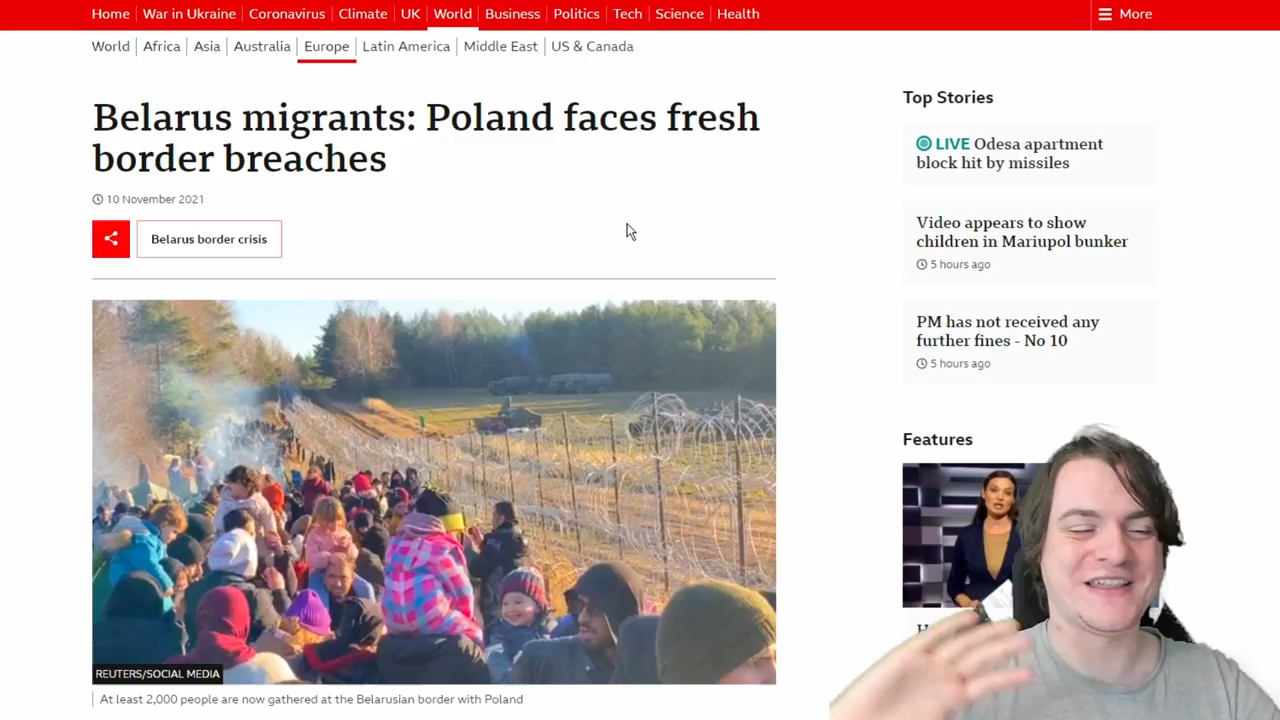 Home War in Ukraine Coronavirus Climate UK World Business Politics Tech Science Health More
World Africa Asia Australia Europe Latin America Middle East US & Canada
Belarus migrants: Poland faces fresh
border breaches
10 November 2021
Belarus border crisis
REUTERS/SOCIAL MEDIA
At least 2,000 people are now gathered at the Belarusian border with Poland
Top Stories
LIVE Odesa apartment
block hit by missiles
Video appears to show
children in Mariupol bunker
5 hours ago
PM has not received any
further fines - No 10
5 hours ago
Features